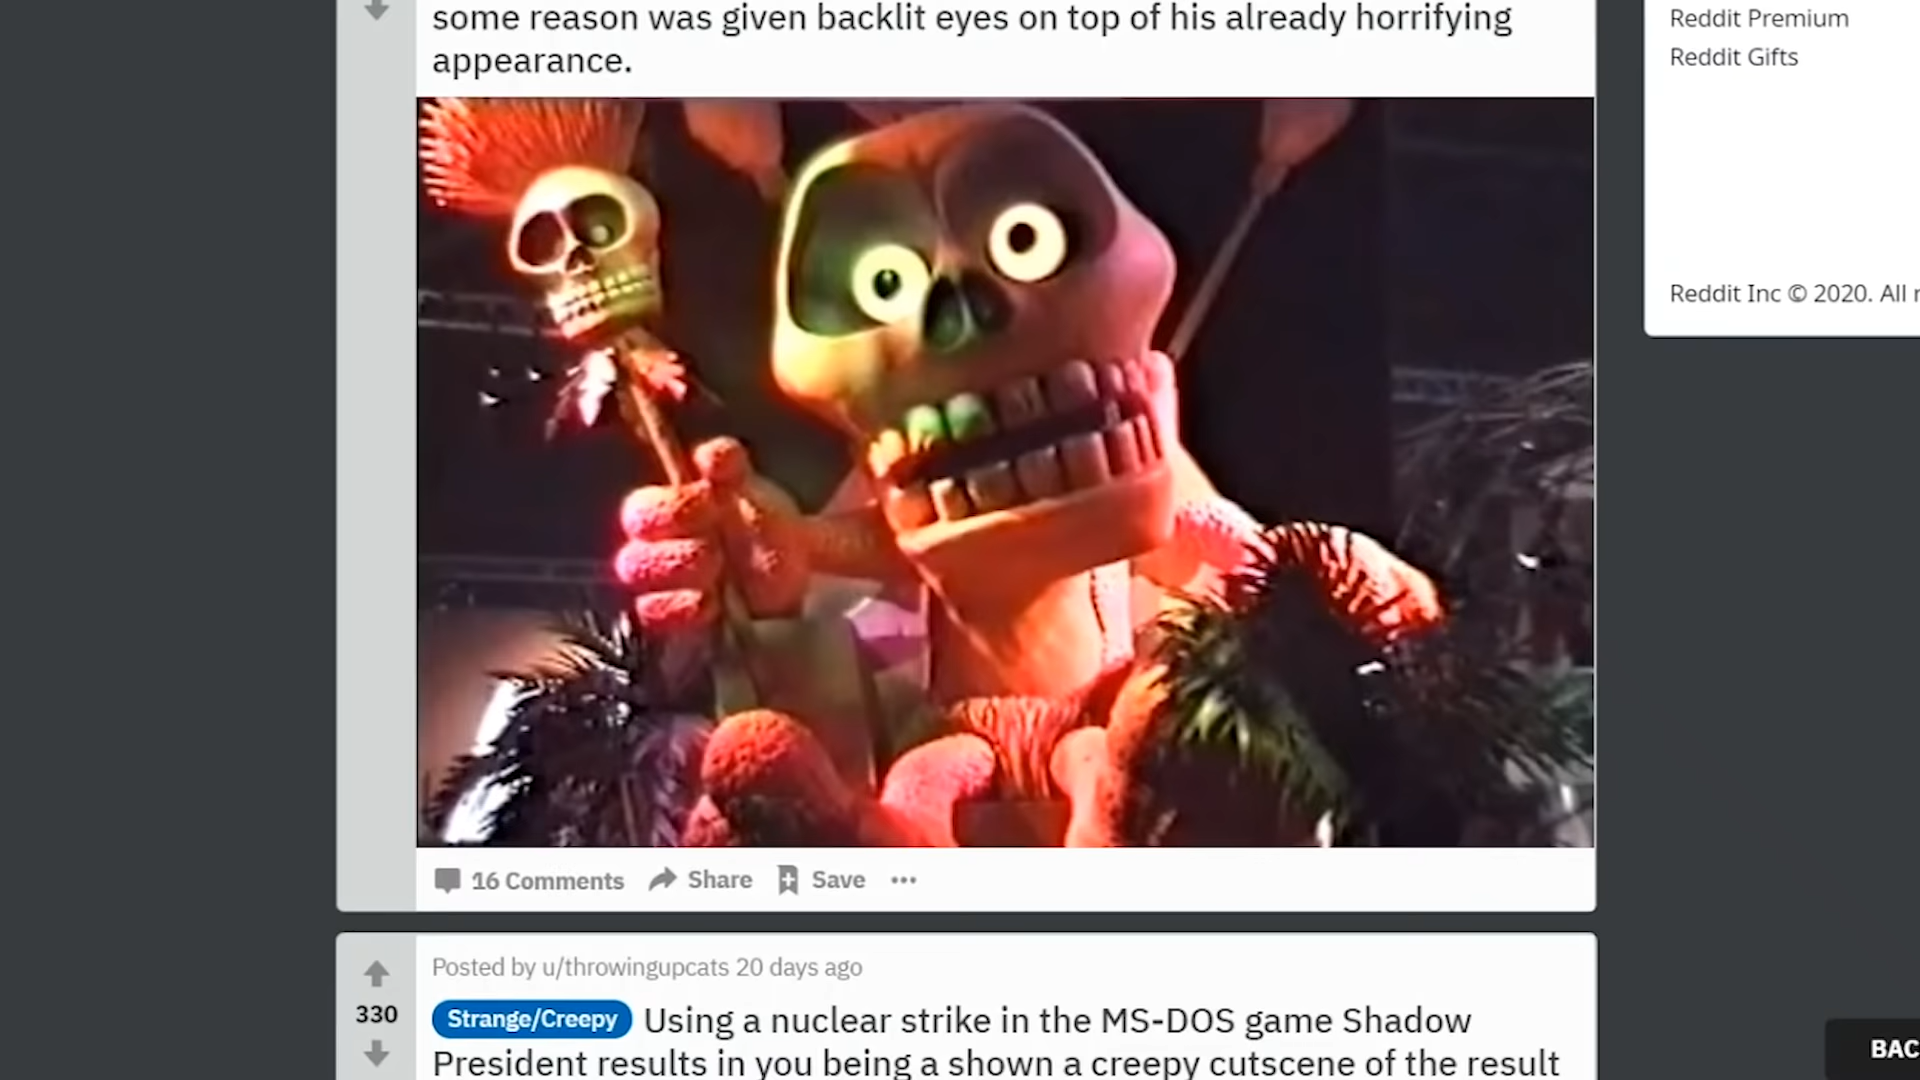 some reason was given backlit eyes on top of his already horrifying
appearance.
Reddit Premium
Reddit Gifts
Reddit Inc © 2020. All
16 Comments
Share
Save
Posted by u/throwingupcats 20 days ago
330
Strange/Creepy Using a nuclear strike in the MS-DOS game Shadow
President results in you being a shown a creepy cutscene of the result
BAC